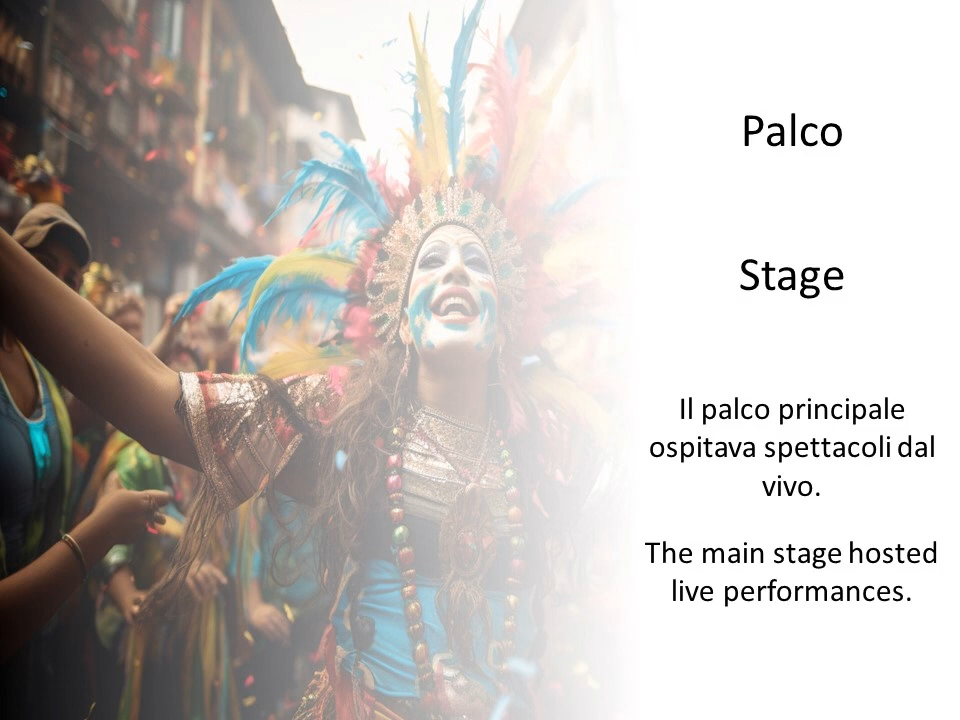 Palco
Stage
Il palco principale
ospitava spettacoli dal
vivo.
The main stage hosted
live performances.